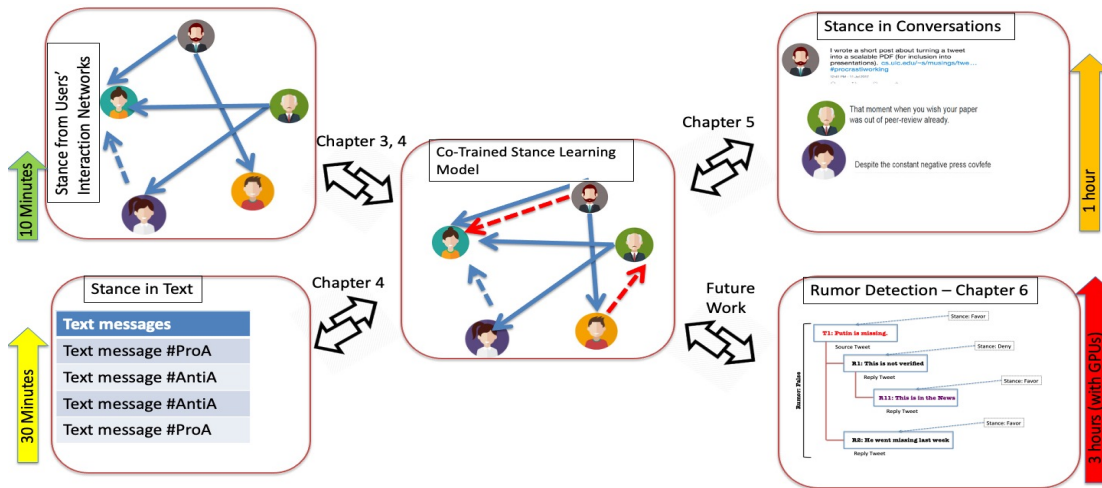 Stance from Users'
Interaction Networks
10 Minutes
Chapter 3, 4
Stance in Text
Text messages
Text message #ProA
Text message #AntiA
Text message #AntiA
Text message #ProA
30 Minutes
Chapter 4
Co-Trained Stance Learning
Model
Chapter 5
Stance in Conversations
I wrote a short post about turning a tweet
into a scalable PDF (for inclusion into
presentations).
#procrastiworking
That moment when you wish your paper
was out of peer-review already.
Despite the constant negative press covfefe
1 hour
Future
Work
Rumor Detection – Chapter 6
Rumor: False
Stance: Favor
T1: Putin is missing.
Source Tweet
Stance: Deny
R1: This is not verified
Reply Tweet
Stance: Favor
R11: This is in the News
Reply Tweet
Stance: Favor
R2: He went missing last week
Reply Tweet
3 hours (with GPUs)